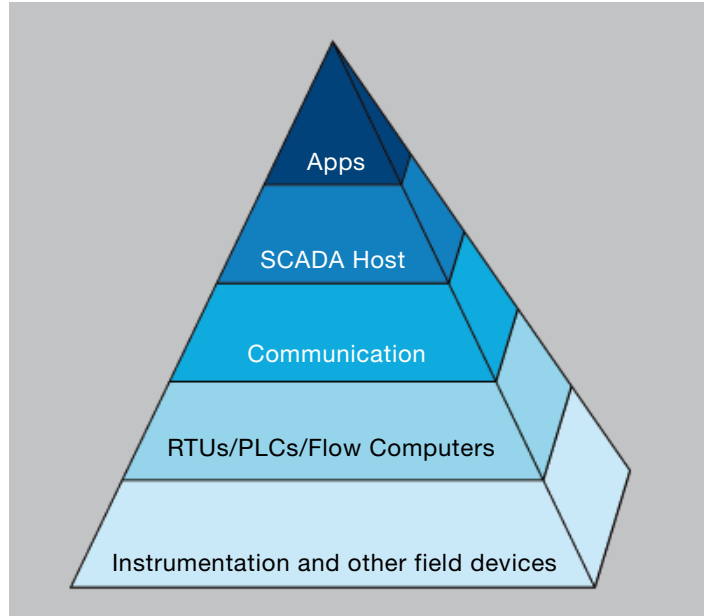 Apps
SCADA Host
Communication
RTUs/PLCs/Flow Computers
Instrumentation and other field devices